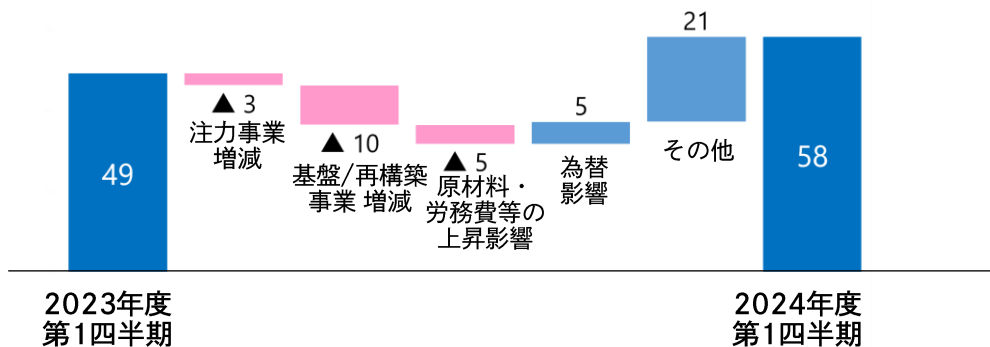 49
▲ 3
注力事業
増減
▲ 10
基盤/再構築
事業 増減
▲ 5
原材料・
労務費等の
上昇影響
5
為替
影響
21
その他
58
2023年度
第1四半期
2024年度
第1四半期